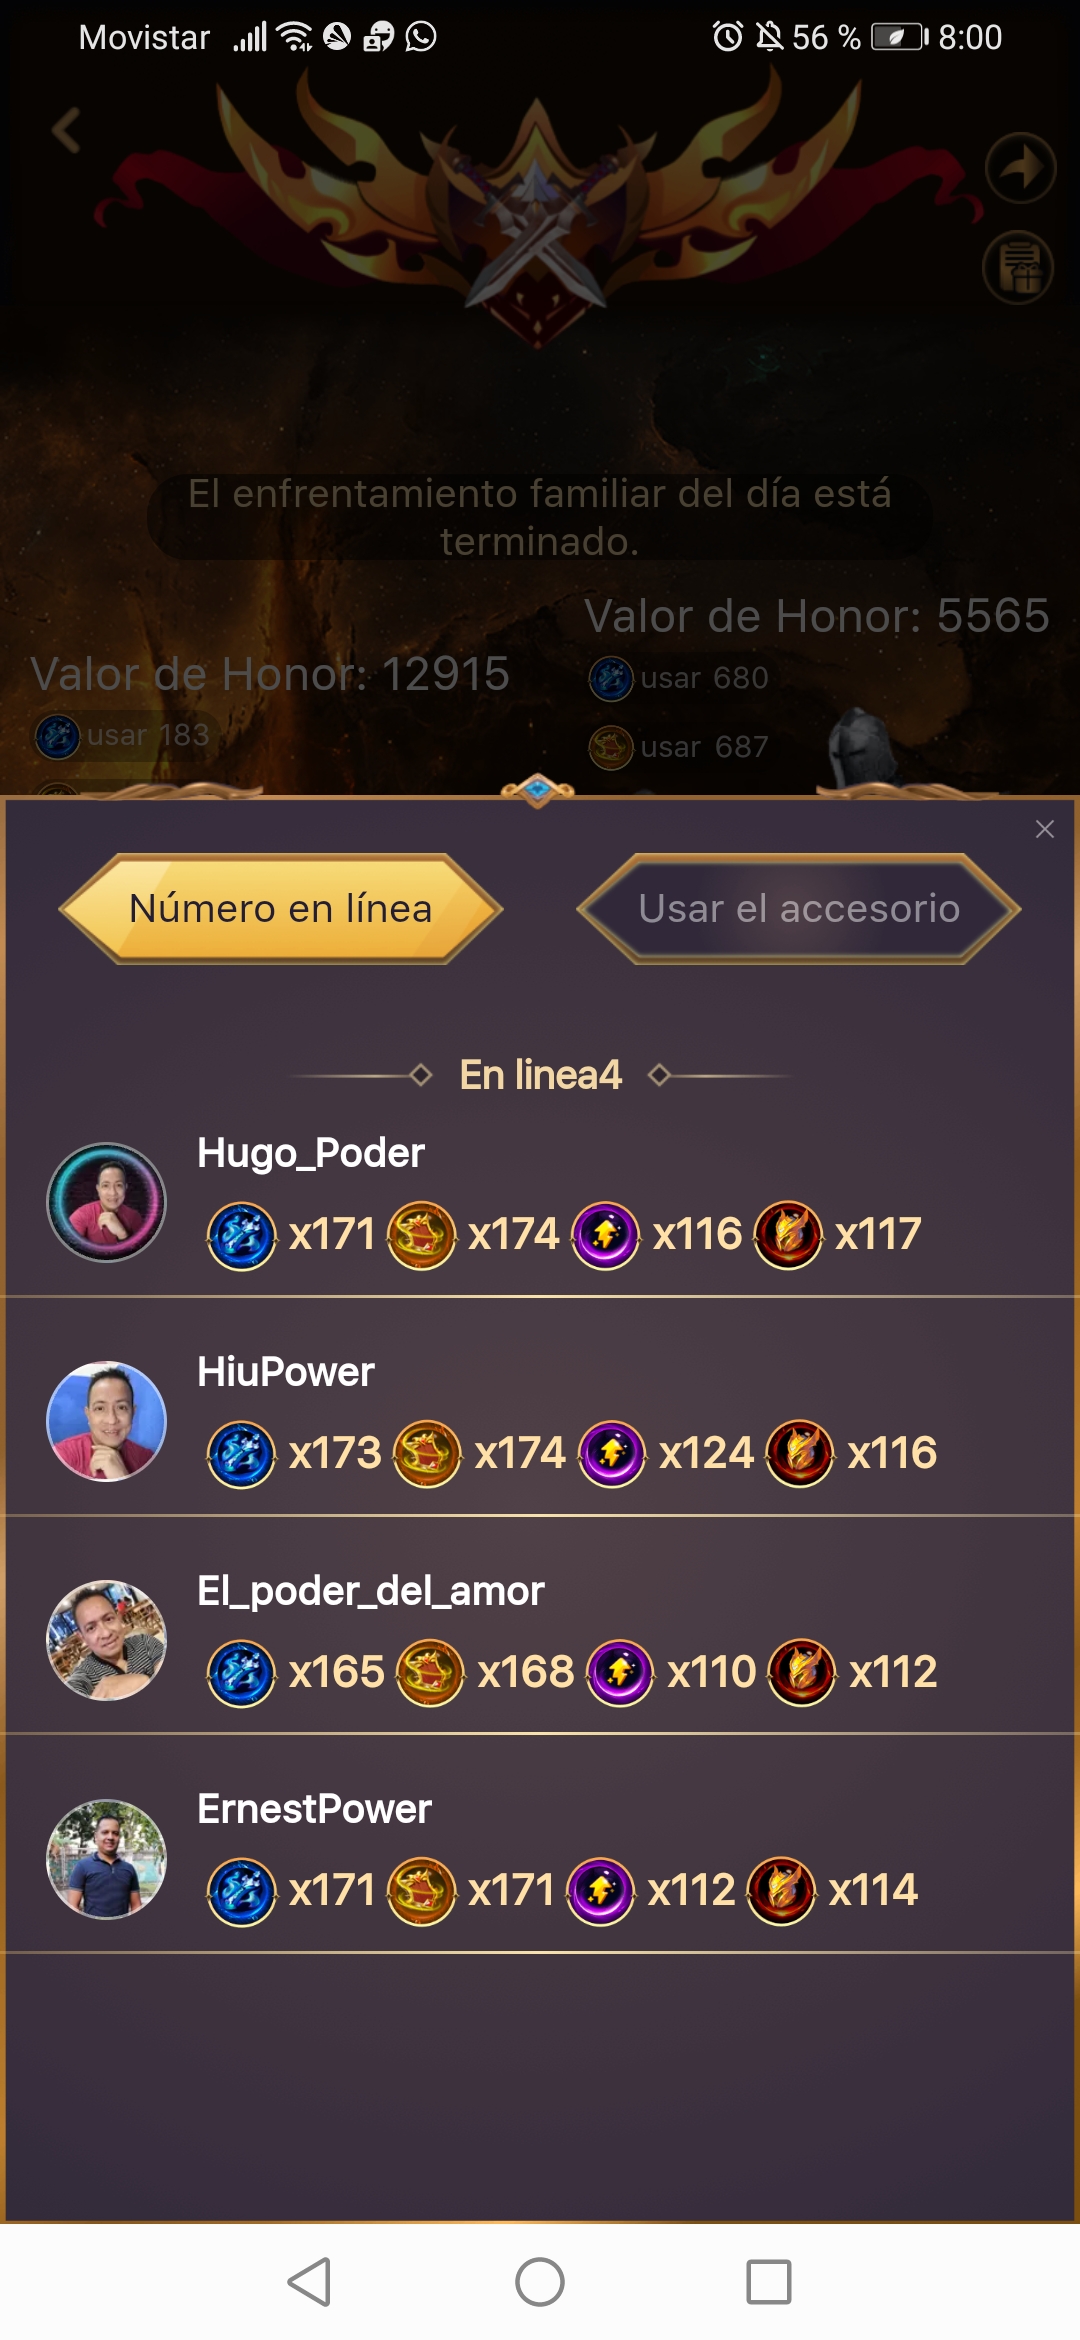 Movistar 56 % 8:00
El enfrentamiento familiar del día está
terminado.
Valor de Honor: 5565
Valor de Honor: 12915
usar 680
usar 183
usar 687
Número en línea
Usar el accesorio
En linea4
Hugo_Poder
x171 x174 x116 x117
HiuPower
x173 x174 x124 x116
El_poder_del_amor
x165 x168 x110 x112
ErnestPower
x171 x171 x112 x114